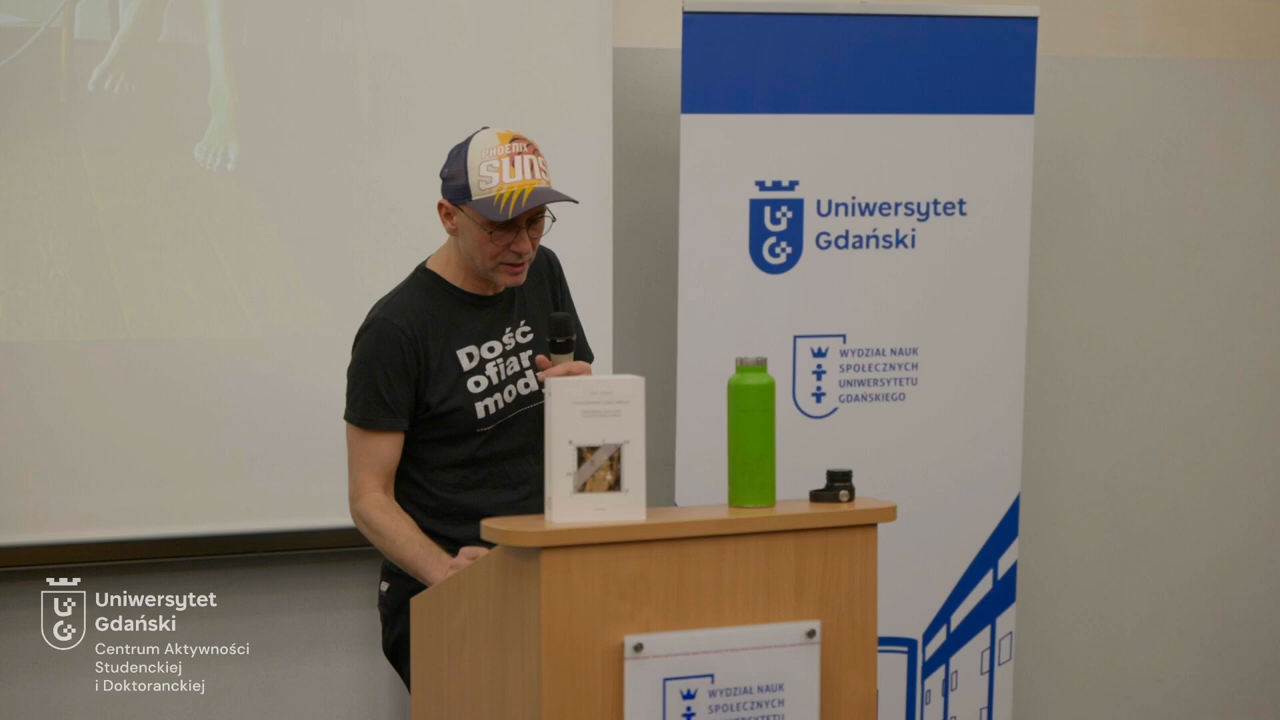 PHOENIX
SUNS
Dość
ofiar
mody
Uniwersytet
Gdański
WYDZIAŁ NAUK
SPOŁECZNYCH
UNIWERSYTETU
GDAŃSKIEGO
WYDZIAŁ NAUK
SPOŁECZNYCH
UNIWERSYTETU
Uniwersytet
Gdański
Centrum Aktywności
Studenckiej
i Doktoranckiej